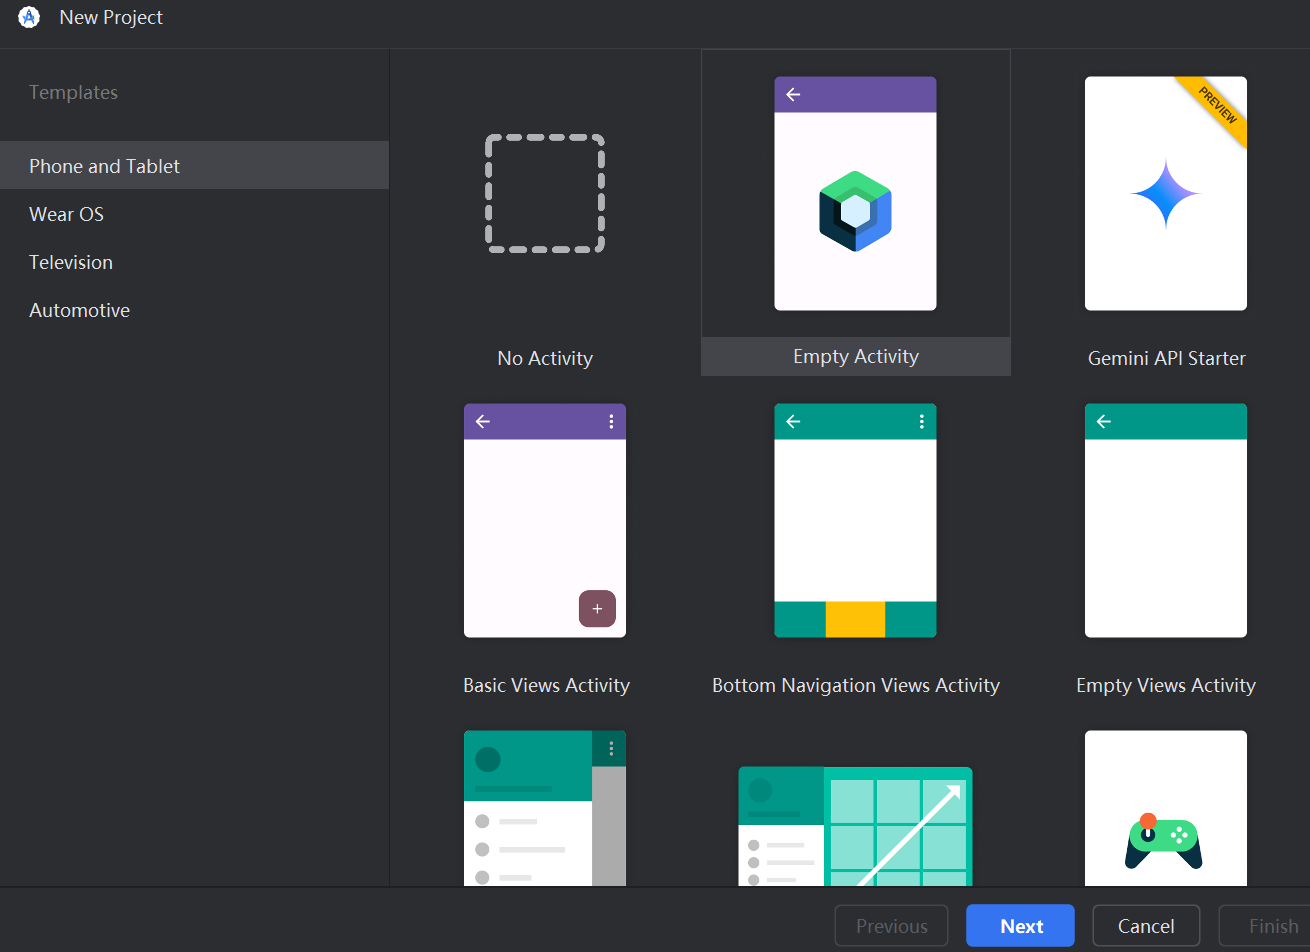 New Project
Templates
Phone and Tablet
Wear OS
Television
Automotive
PREVIEW
No Activity
Empty Activity
Gemini API Starter
Basic Views Activity
Bottom Navigation Views Activity
Empty Views Activity
Previous
Next
Cancel
Finish